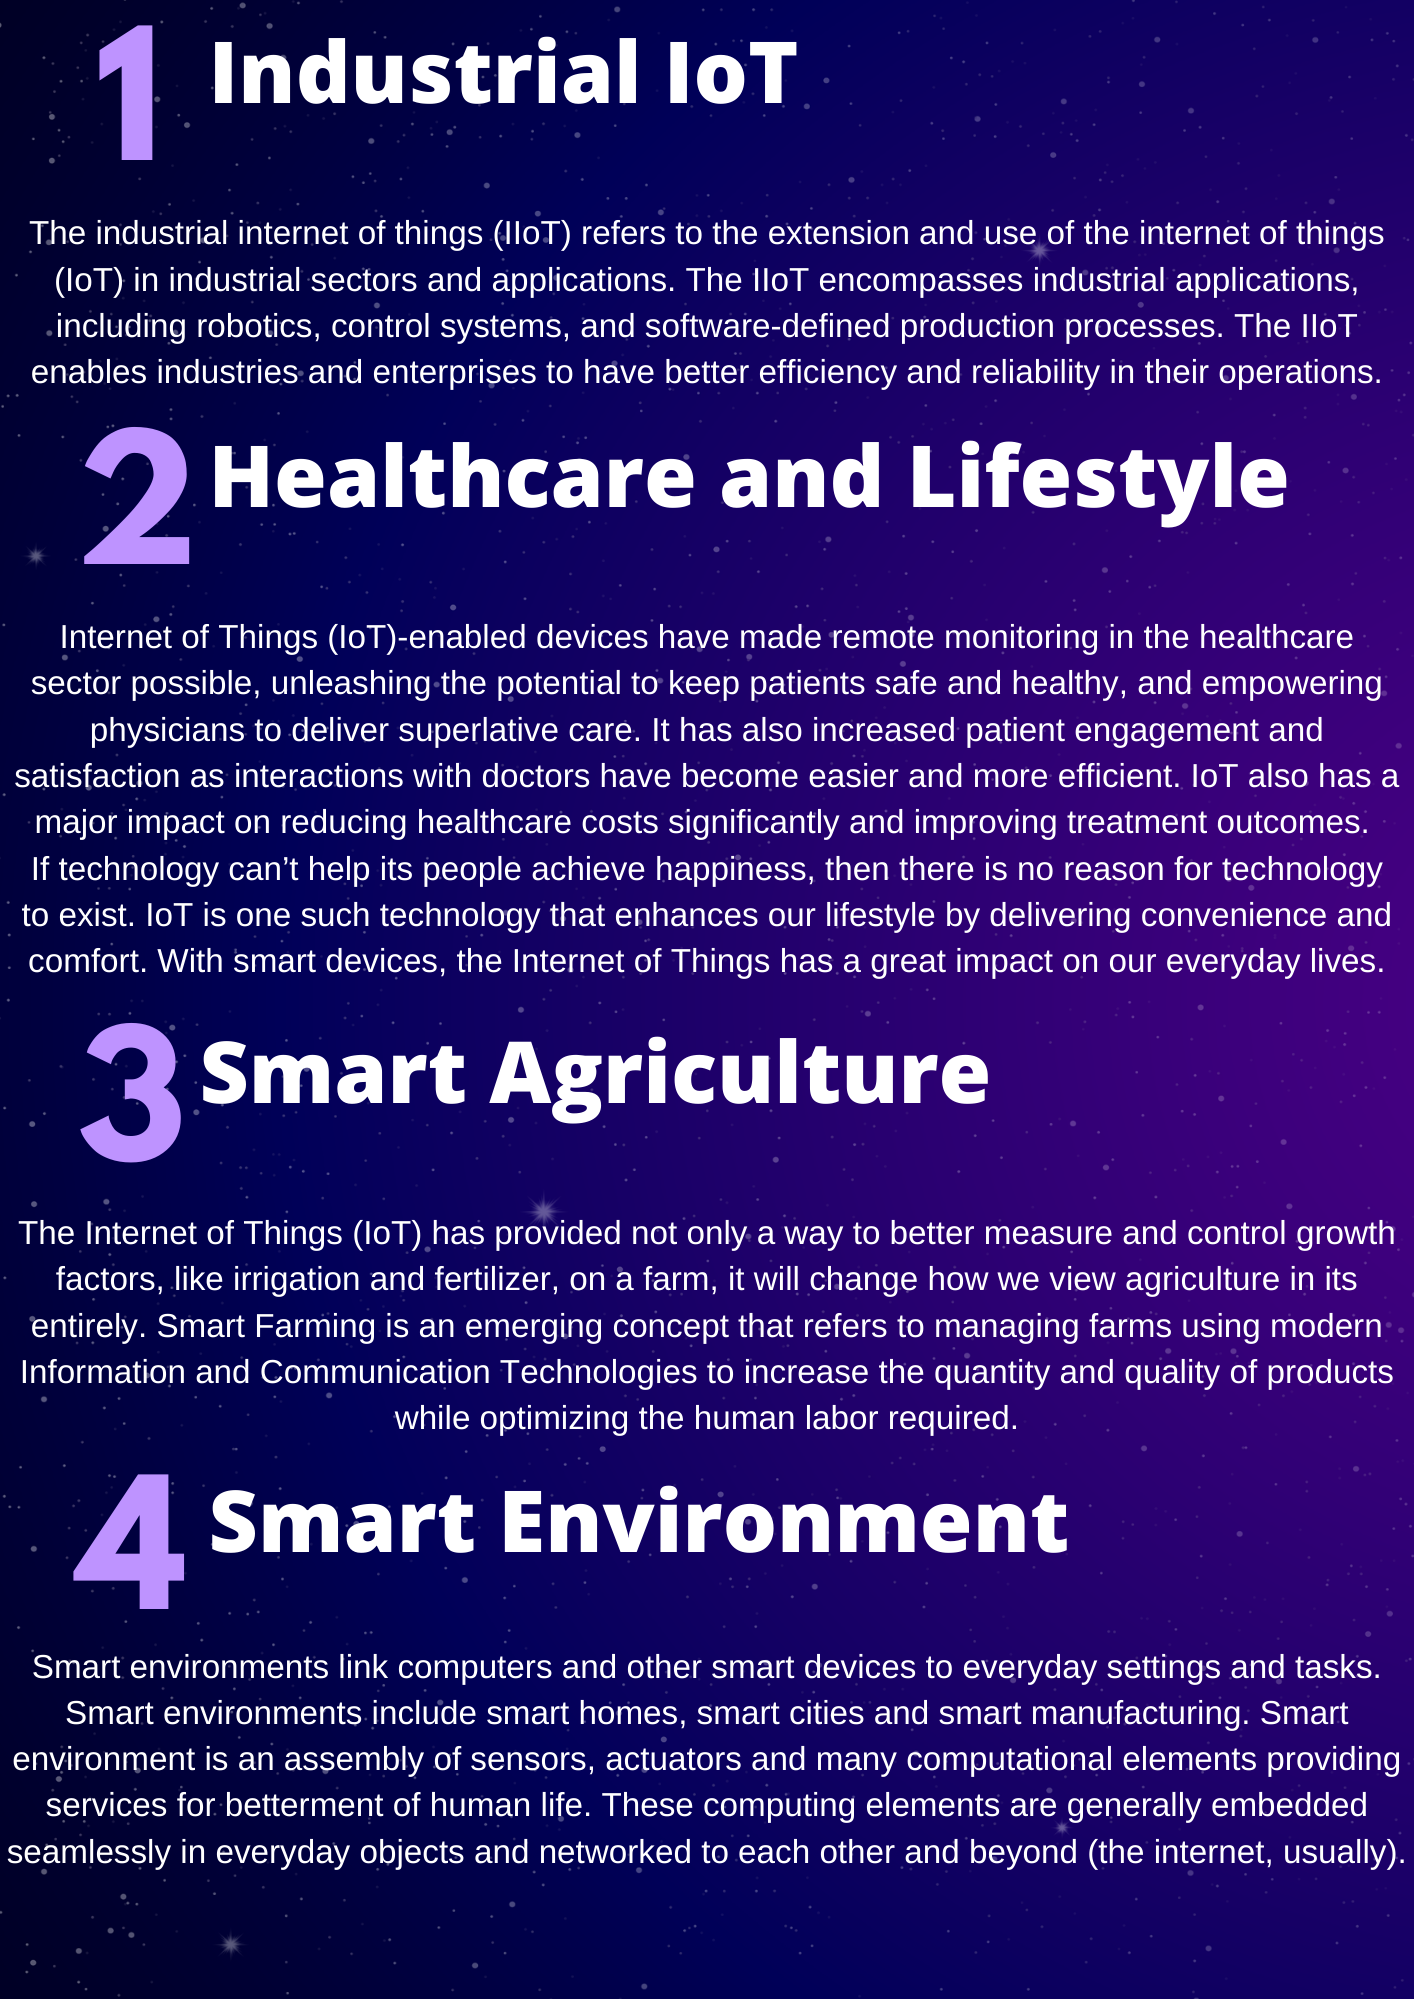 1 Industrial IoT
The industrial internet of things (IIoT) refers to the extension and use of the internet of things
(IoT) in industrial sectors and applications. The IIoT encompasses industrial applications,
including robotics, control systems, and software-defined production processes. The IIoT
enables industries and enterprises to have better efficiency and reliability in their operations.
2 Healthcare and Lifestyle
Internet of Things (IoT)-enabled devices have made remote monitoring in the healthcare
sector possible, unleashing the potential to keep patients safe and healthy, and empowering
physicians to deliver superlative care. It has also increased patient engagement and
satisfaction as interactions with doctors have become easier and more efficient. IoT also has a
major impact on reducing healthcare costs significantly and improving treatment outcomes.
If technology can’t help its people achieve happiness, then there is no reason for technology
to exist. IoT is one such technology that enhances our lifestyle by delivering convenience and
comfort. With smart devices, the Internet of Things has a great impact on our everyday lives.
3 Smart Agriculture
The Internet of Things (IoT) has provided not only a way to better measure and control growth
factors, like irrigation and fertilizer, on a farm, it will change how we view agriculture in its
entirely. Smart Farming is an emerging concept that refers to managing farms using modern
Information and Communication Technologies to increase the quantity and quality of products
while optimizing the human labor required.
4 Smart Environment
Smart environments link computers and other smart devices to everyday settings and tasks.
Smart environments include smart homes, smart cities and smart manufacturing. Smart
environment is an assembly of sensors, actuators and many computational elements providing
services for betterment of human life. These computing elements are generally embedded
seamlessly in everyday objects and networked to each other and beyond (the internet, usually).